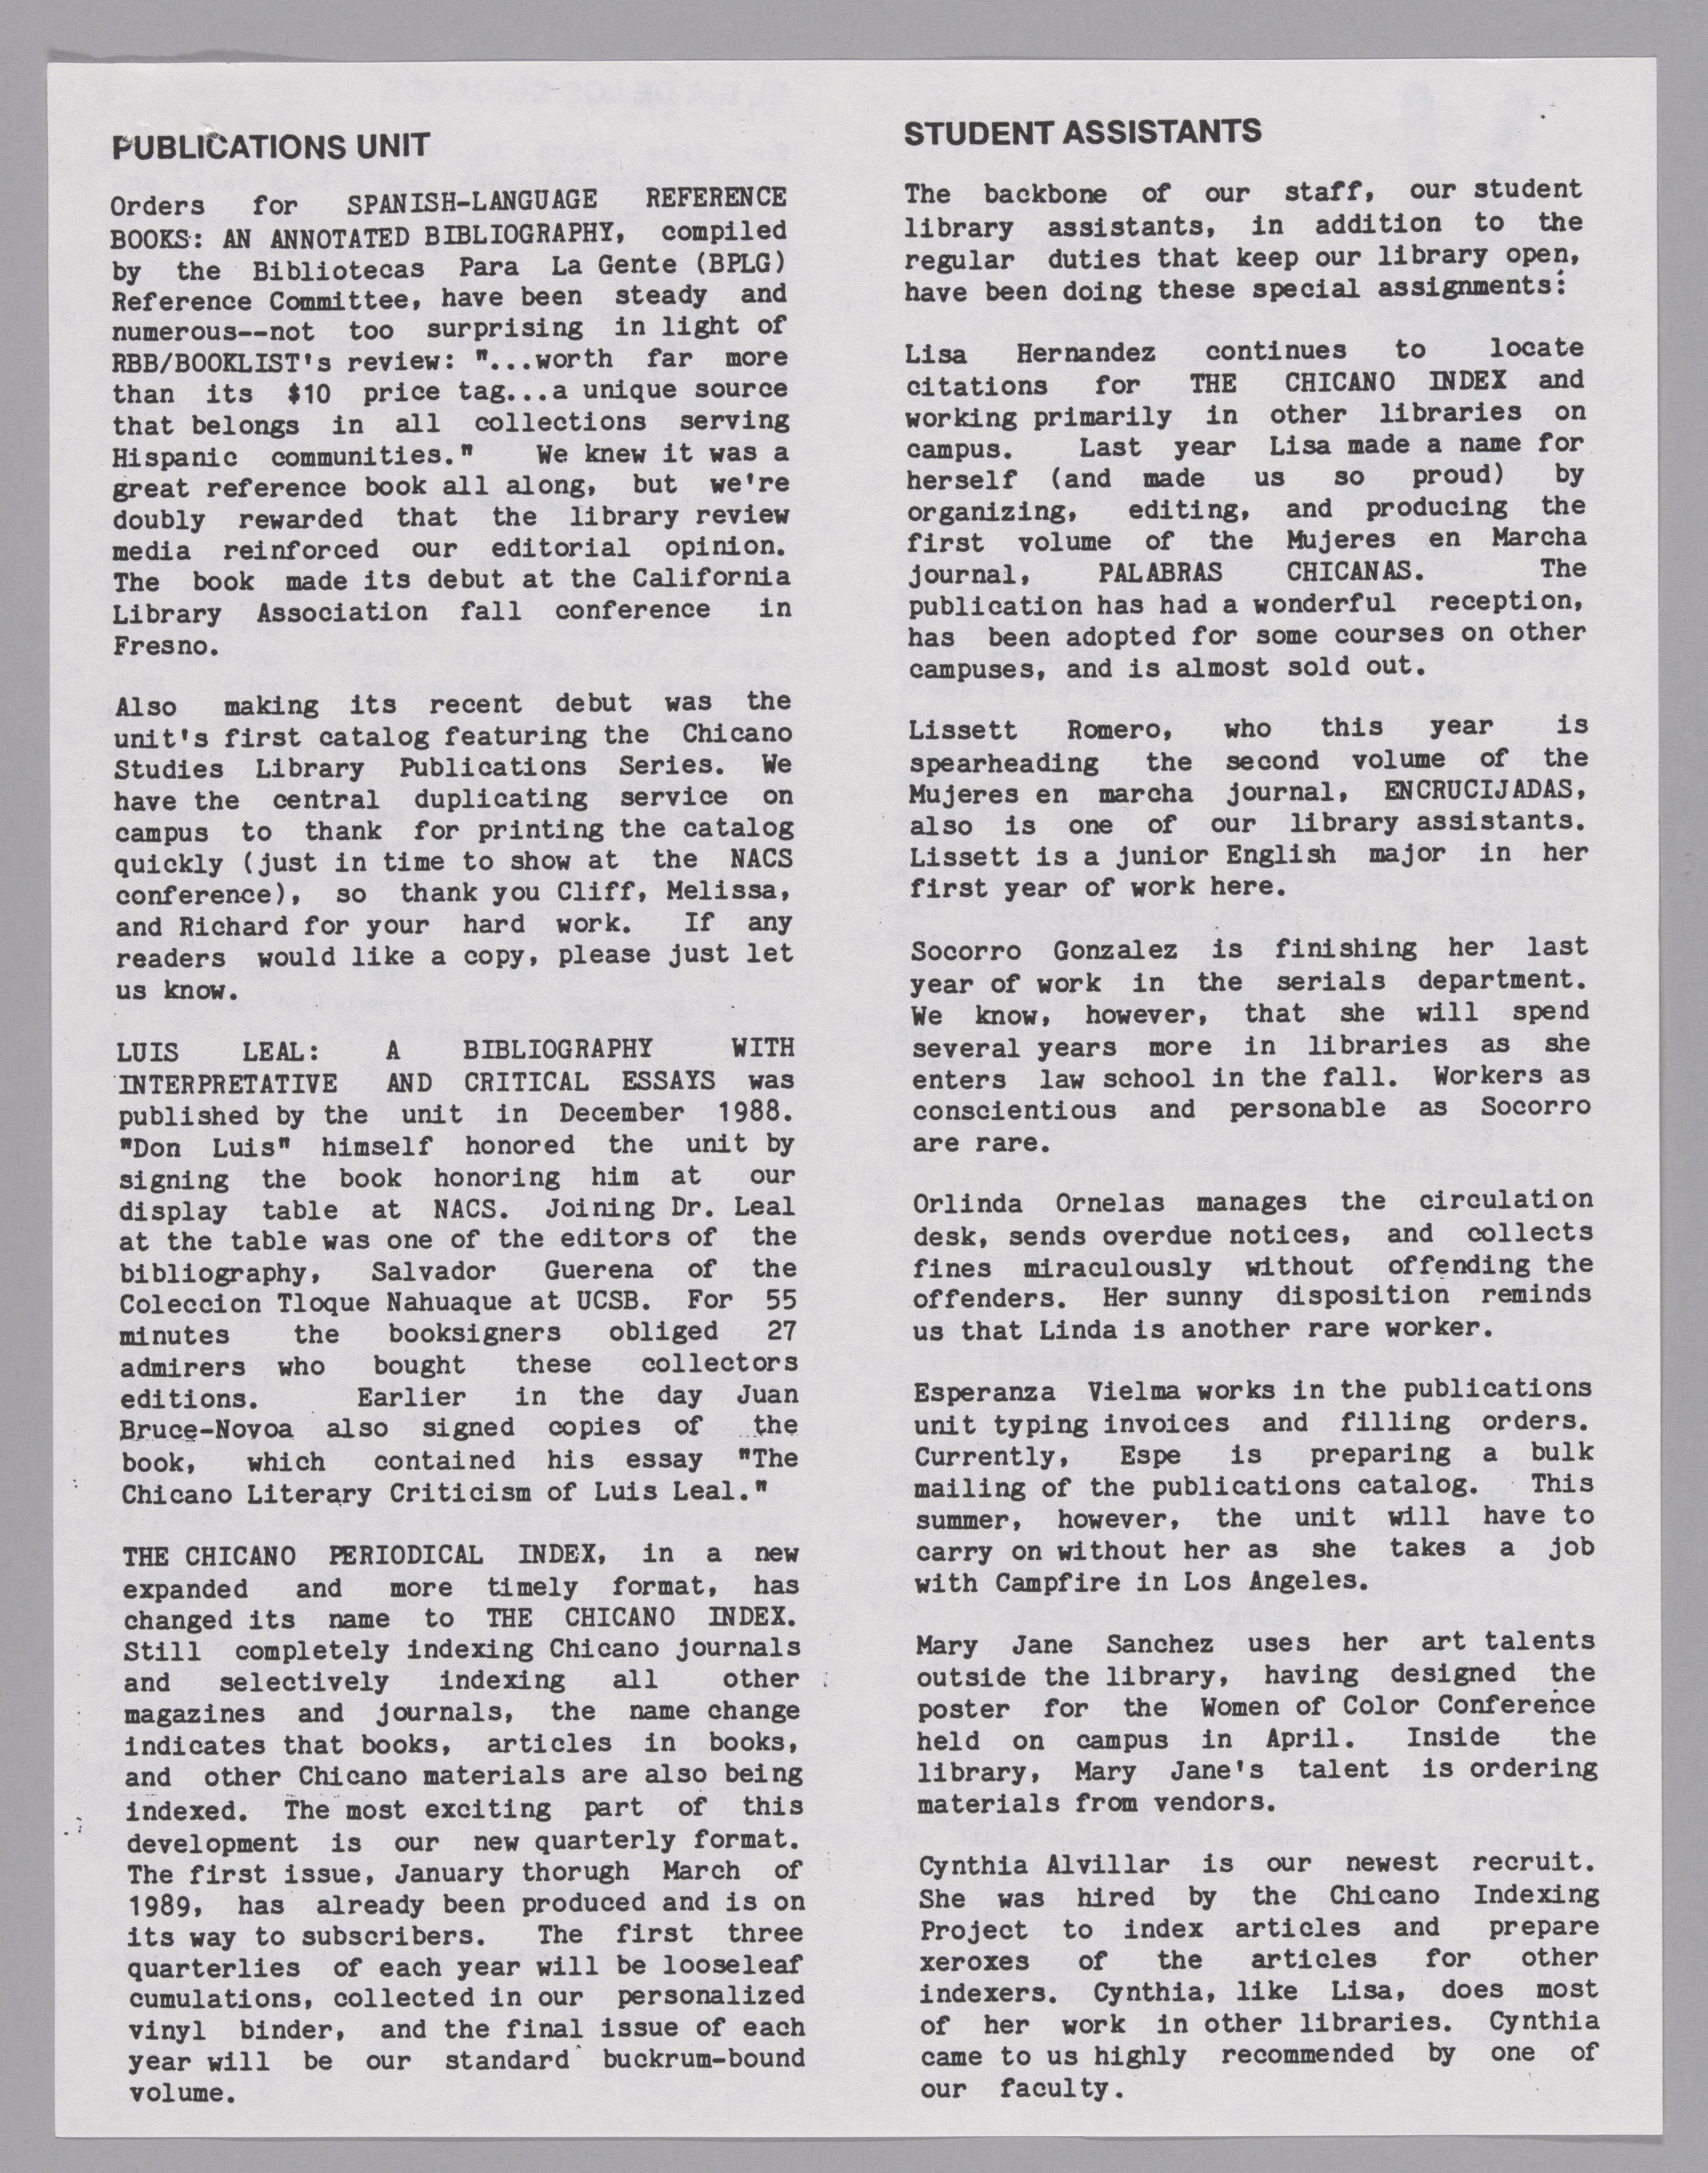 PUBLICATIONS UNIT
Orders for SPANISH-LANGUAGE REFERENCE
BOOKS: AN ANNOTATED BIBLIOGRAPHY, compiled
by the Bibliotecas Para La Gente (BPLG)
Reference Committee, have been steady and
numerous--not too surprising in light of
RBB/BOOKLIST's review: "...worth far more
than its $10 price tag...a unique source
that belongs in all collections serving
Hispanic communities." We knew it was a
great reference book all along, but we're
doubly rewarded that the library review
media reinforced our editorial opinion.
The book made its debut at the California
Library Association fall conference in
Fresno.
Also making its recent debut was the
unit's first catalog featuring the Chicano
Studies Library Publications Series. We
have the central duplicating service on
campus to thank for printing the catalog
quickly (just in time to show at the NACS
conference), so thank you Cliff, Melissa,
and Richard for your hard work. If any
readers would like a copy, please just let
us know.
LUIS LEAL: A BIBLIOGRAPHY WITH
INTERPRETATIVE AND CRITICAL ESSAYS was
published by the unit in December 1988.
"Don Luis" himself honored the unit by
signing the book honoring him at our
display table at NACS. Joining Dr. Leal
at the table was one of the editors of the
bibliography, Salvador Guerena of the
Coleccion Tloque Nahuaque at UCSB. For 55
minutes the booksigners obliged 27
admirers who bought these collectors
editions. Earlier in the day Juan
Bruce-Novoa also signed copies of the
book, which contained his essay "The
Chicano Literary Criticism of Luis Leal."
THE CHICANO PERIODICAL INDEX, in a new
expanded and more timely format, has
changed its name to THE CHICANO INDEX.
Still completely indexing Chicano journals
and selectively indexing all other
magazines and journals, the name change
indicates that books, articles in books,
and other Chicano materials are also being
indexed. The most exciting part of this
development is our new quarterly format.
The first issue, January thorugh March of
1989, has already been produced and is on
its way to subscribers. The first three
quarterlies of each year will be looseleaf
cumulations, collected in our personalized
vinyl binder, and the final issue of each
year will be our standard buckrum-bound
volume.
STUDENT ASSISTANTS
The backbone of our staff, our student
library assistants, in addition to the
regular duties that keep our library open,
have been doing these special assignments:
Lisa Hernandez continues to locate
citations for THE CHICANO INDEX and
working primarily in other libraries on
campus. Last year Lisa made a name for
herself (and made us so proud) by
organizing, editing, and producing the
first volume of the Mujeres en Marcha
journal, PALABRAS CHICANAS. The
publication has had a wonderful reception,
has been adopted for some courses on other
campuses, and is almost sold out.
Lissett Romero, who this year is
spearheading the second volume of the
Mujeres en marcha journal, ENCRUCIJADAS,
also is one of our library assistants.
Lissett is a junior English major in her
first year of work here.
Socorro Gonzalez is finishing her last
year of work in the serials department.
We know, however, that she will spend
several years more in libraries as she
enters law school in the fall. Workers as
conscientious and personable as Socorro
are rare.
Orlinda Ornelas manages the circulation
desk, sends overdue notices, and collects
fines miraculously without offending the
offenders. Her sunny disposition reminds
us that Linda is another rare worker.
Esperanza Vielma works in the publications
unit typing invoices and filling orders.
Currently, Espe is preparing a bulk
mailing of the publications catalog. This
summer, however, the unit will have to
carry on without her as she takes a job
with Campfire in Los Angeles.
Mary Jane Sanchez uses her art talents
outside the library, having designed the
poster for the Women of Color Conference
held on campus in April. Inside the
library, Mary Jane's talent is ordering
materials from vendors.
Cynthia Alvillar is our newest recruit.
She was hired by the Chicano Indexing
Project to index articles and prepare
xeroxes of the articles for other
indexers. Cynthia, like Lisa, does most
of her work in other libraries. Cynthia
came to us highly recommended by one of
our faculty.